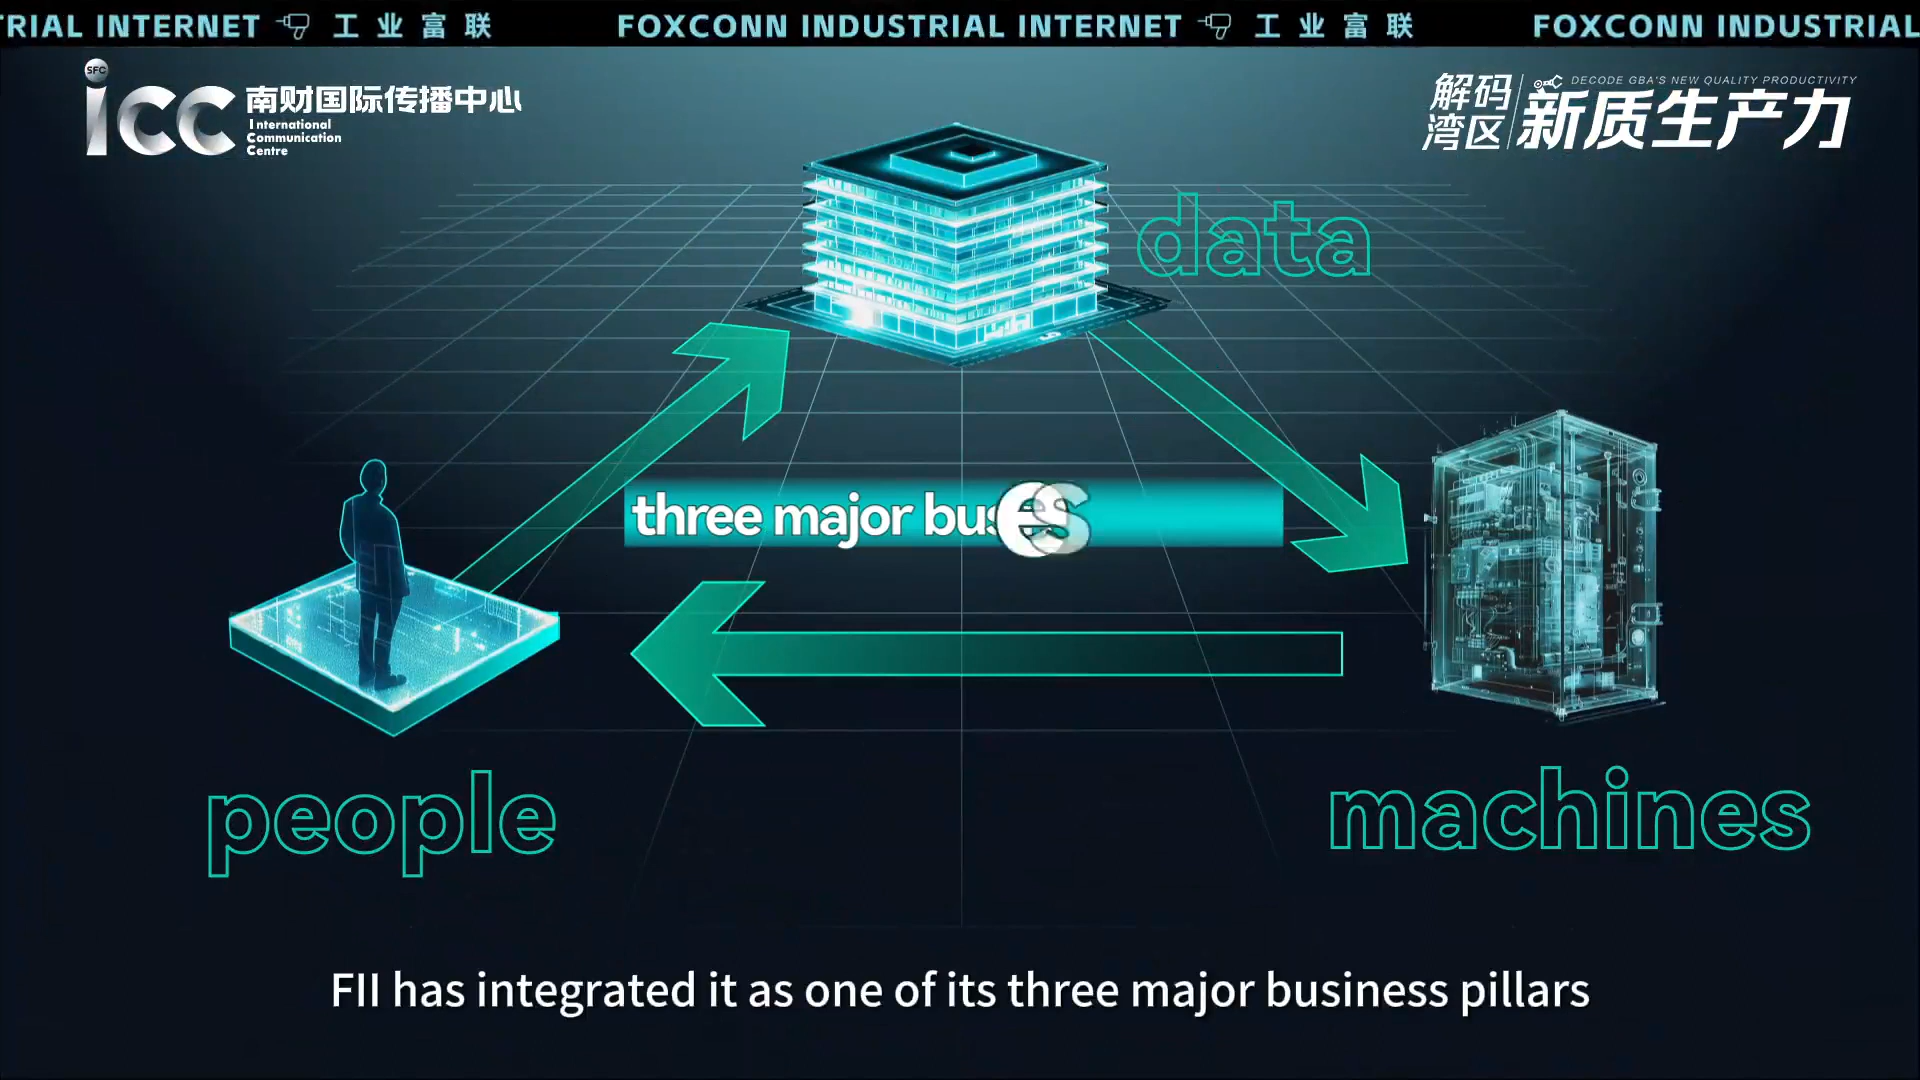 TRIAL INTERNET 工业富联 FOXCONN INDUSTRIAL INTERNET 工业富联 FOXCONN INDUSTRIAL
SFC
icc 南财国际传播中心
International
Communication
Centre
解码
湾区
DECODE GBA'S NEW QUALITY PRODUCTIVITY
新质生产力
data
three major bus
people
machines
FII has integrated it as one of its three major business pillars